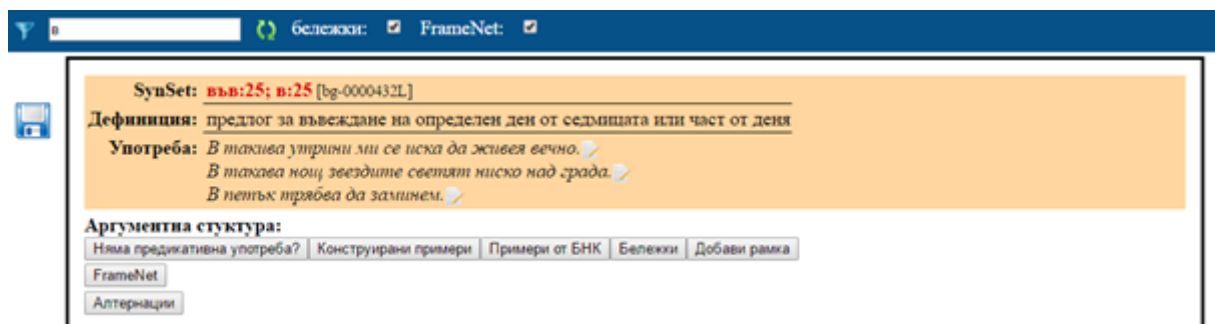 в бележки: FrameNet:
SynSet: във:25; в:25 [bg-0000432L]
Дефиниция: предлог за въвеждане на определен ден от седмицата или част от деня
Употреба: В такива утрини ми се иска да живея вечно.
В такава нощ звездите светят ниско над града.
В петък трябва да заминем.
Аргументна стуктура:
Няма предикативна употреба? Конструирани примери Примери от БНК Бележки Добави рамка
FrameNet
Алтернации